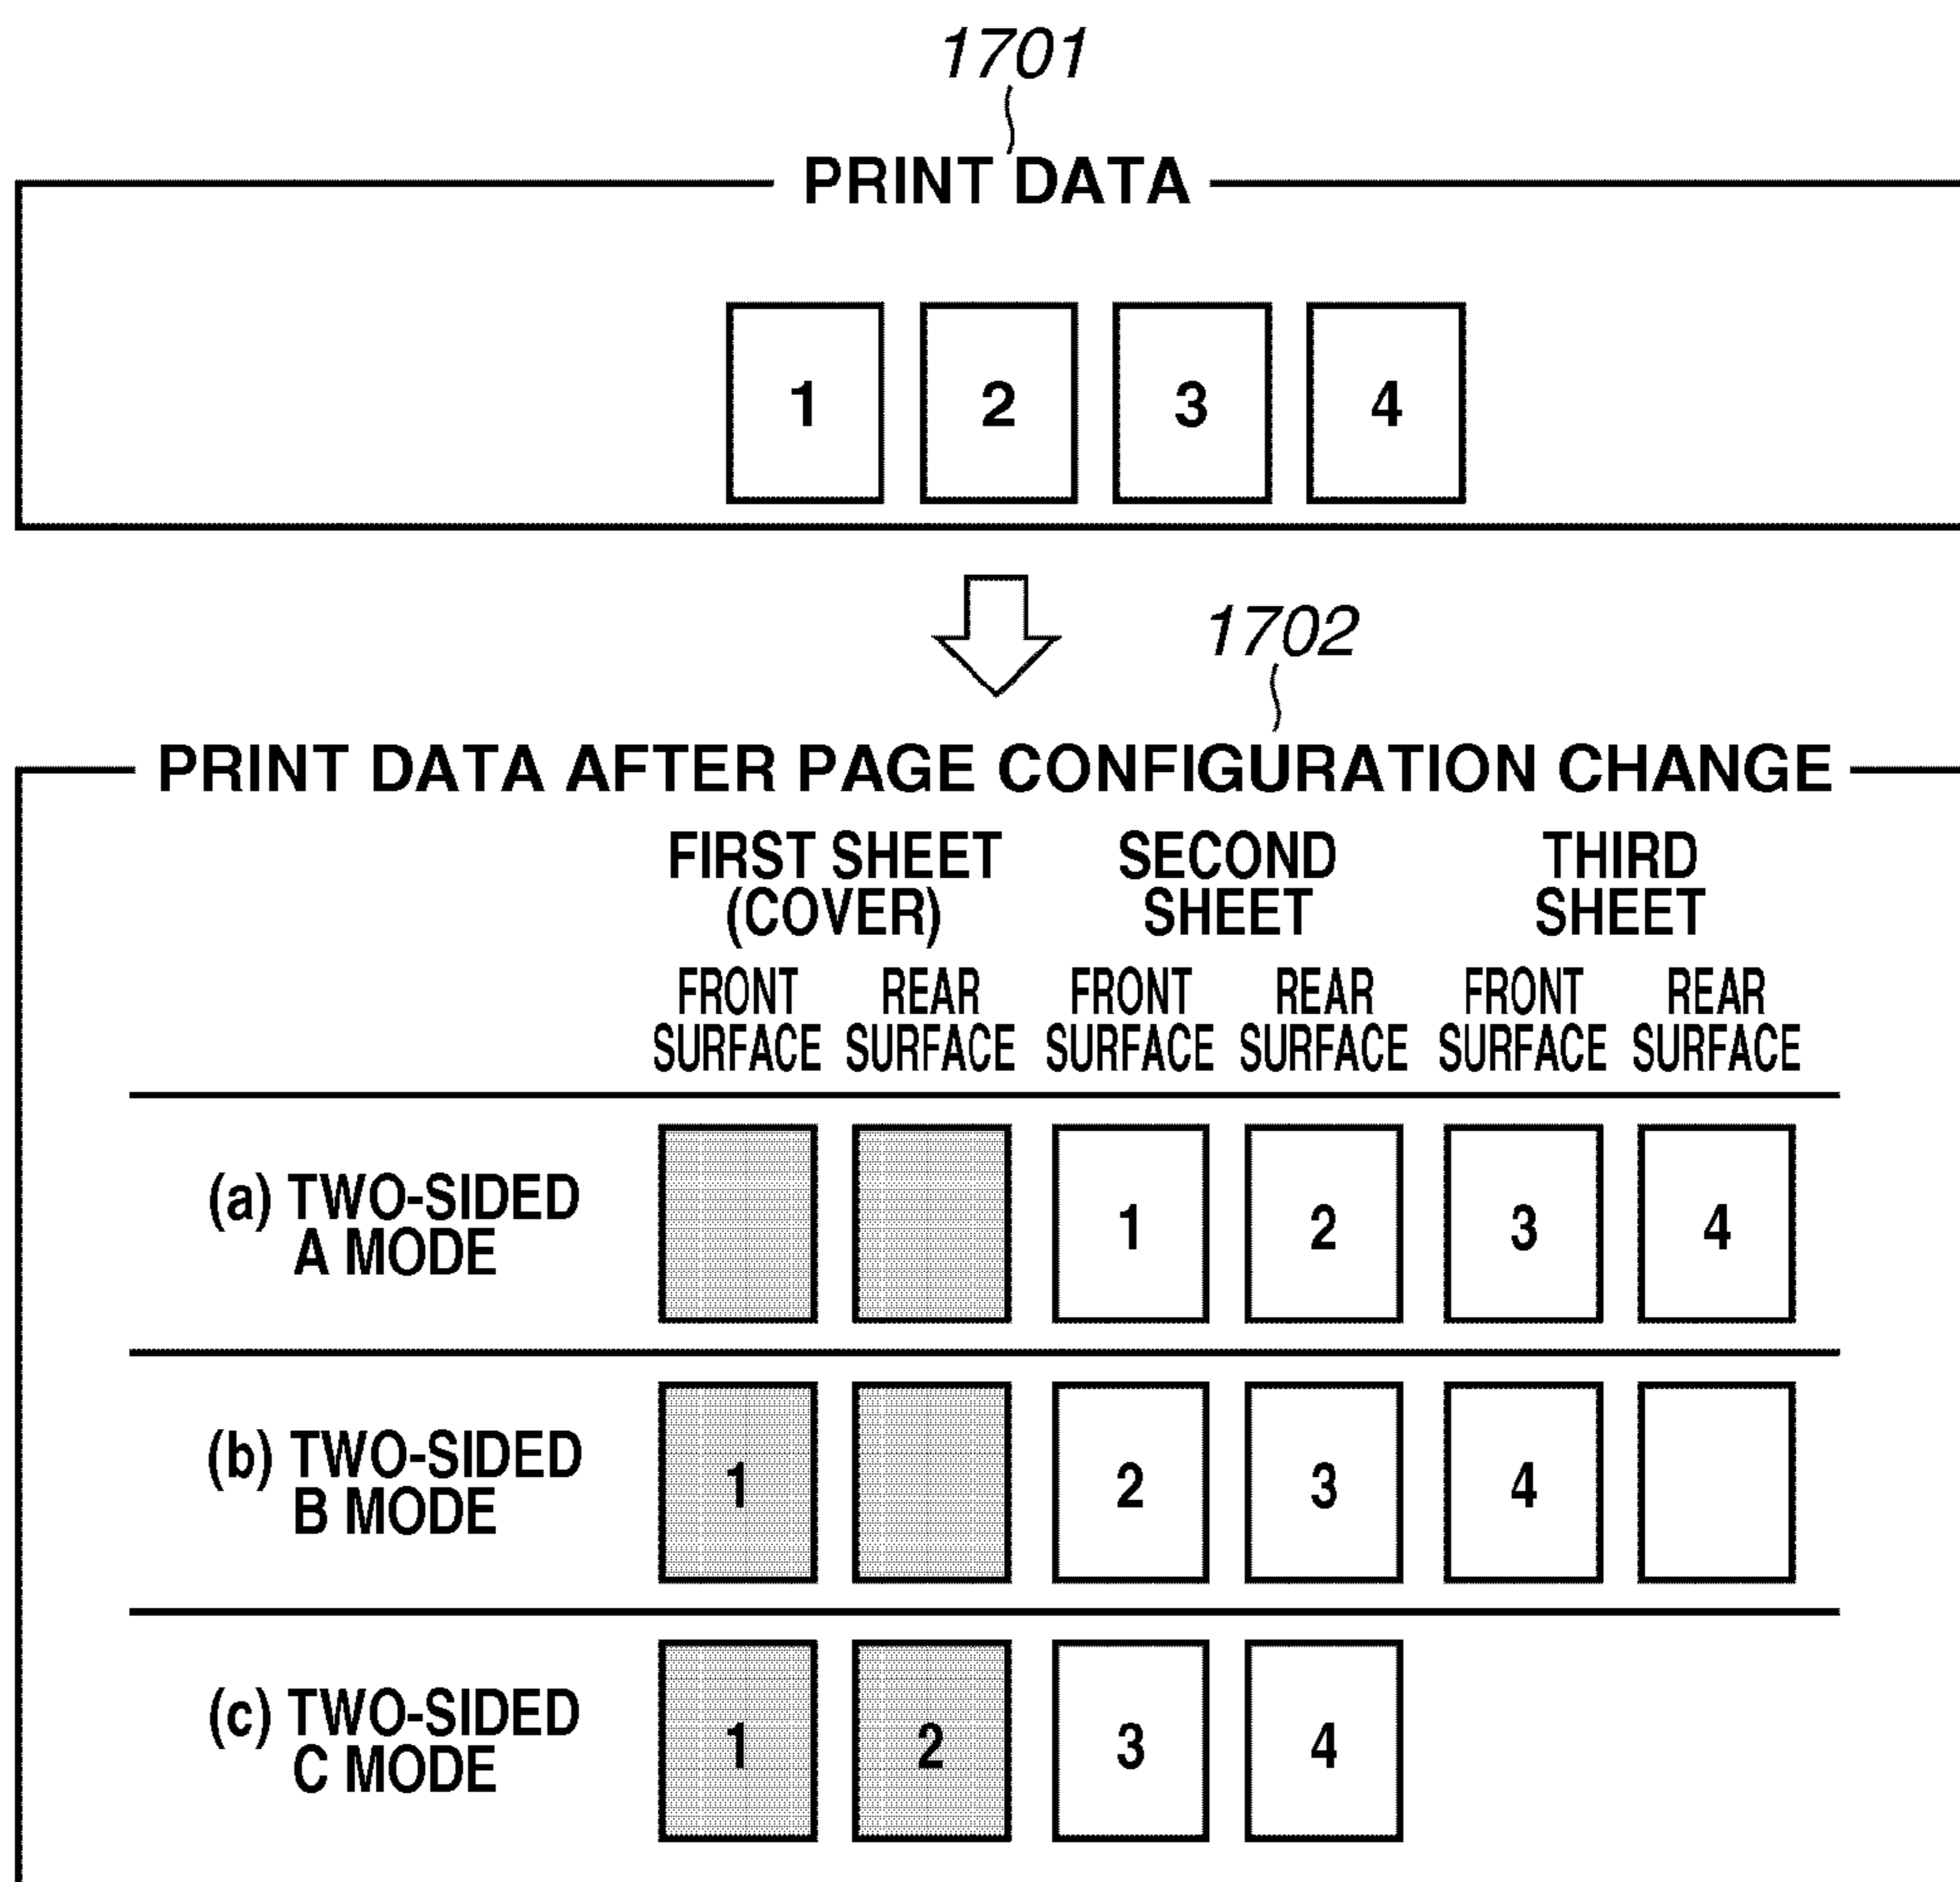 1701
PRINT DATA
1 2 3 4
1702
PRINT DATA AFTER PAGE CONFIGURATION CHANGE
FIRST SHEET SECOND THIRD
(COVER) SHEET SHEET
FRONT REAR FRONT REAR FRONT REAR
SURFACE SURFACE SURFACE SURFACE SURFACE SURFACE
(a) TWO-SIDED
A MODE
1 2 3 4
(b) TWO-SIDED
B MODE
1 2 3 4
(c) TWO-SIDED
C MODE
1 2 3 4